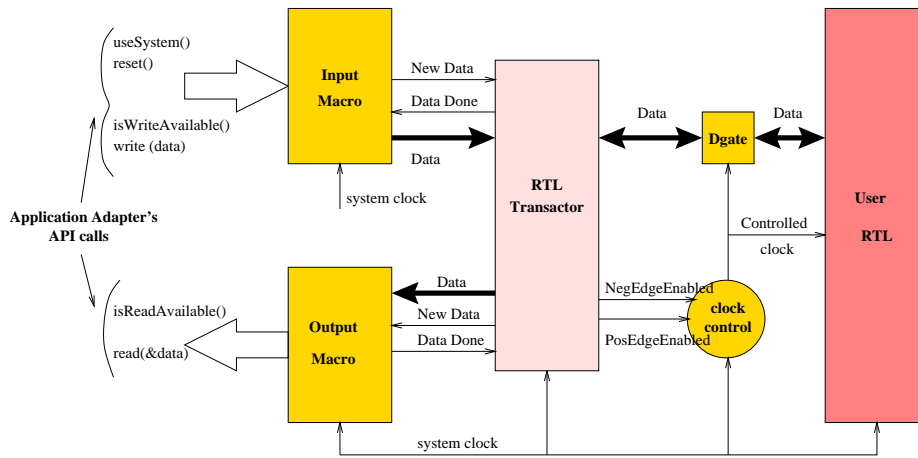 useSystem()
reset()
isWriteAvailable()
write (data)
Application Adapter's
API calls
isReadAvailable()
read(&data)
Input
Macro
New Data
Data Done
Data
system clock
Output
Macro
Data
New Data
Data Done
system clock
RTL
Transactor
Data
Dgate
Data
Controlled
clock
NegEdgeEnabled
PosEdgeEnabled
clock
control
User
RTL